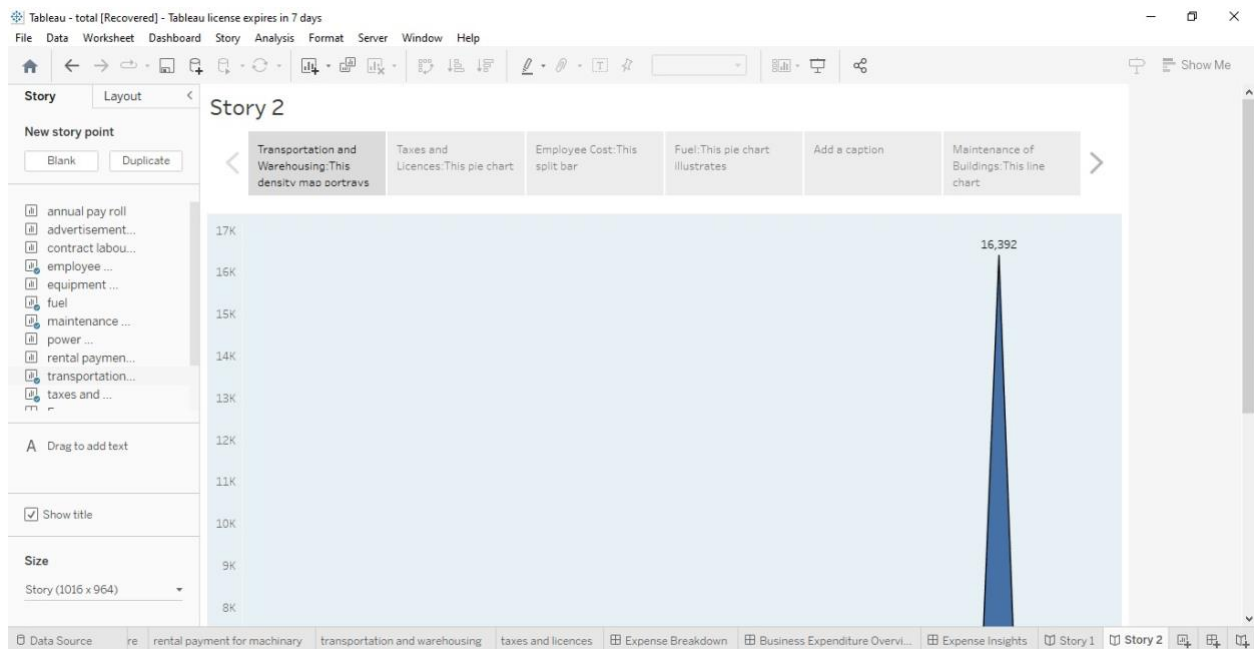 Tableau - total [Recovered] - Tableau license expires in 7 days
File Data Worksheet Dashboard Story Analysis Format Server Window Help
Show Me
Story Layout
New story point
Blank Duplicate
annual pay roll
advertisement...
contract labou...
employee ...
equipment ...
fuel
maintenance ...
power ...
rental paymen...
transportation...
taxes and ...
A Drag to add text
Show title
Size
Story (1016 x 964)
Story 2
Transportation and
Warehousing:This
density map portrays
Taxes and
Licences:This pie chart
Employee Cost:This
split bar
Fuel:This pie chart
illustrates
Add a caption
Maintenance of
Buildings:This line
chart
17K
16,392
16K
15K
14K
13K
12K
11K
10K
9K
8K
Data Source re rental payment for machinary transportation and warehousing taxes and licences Expense Breakdown Business Expenditure Overvi... Expense Insights Story 1 Story 2